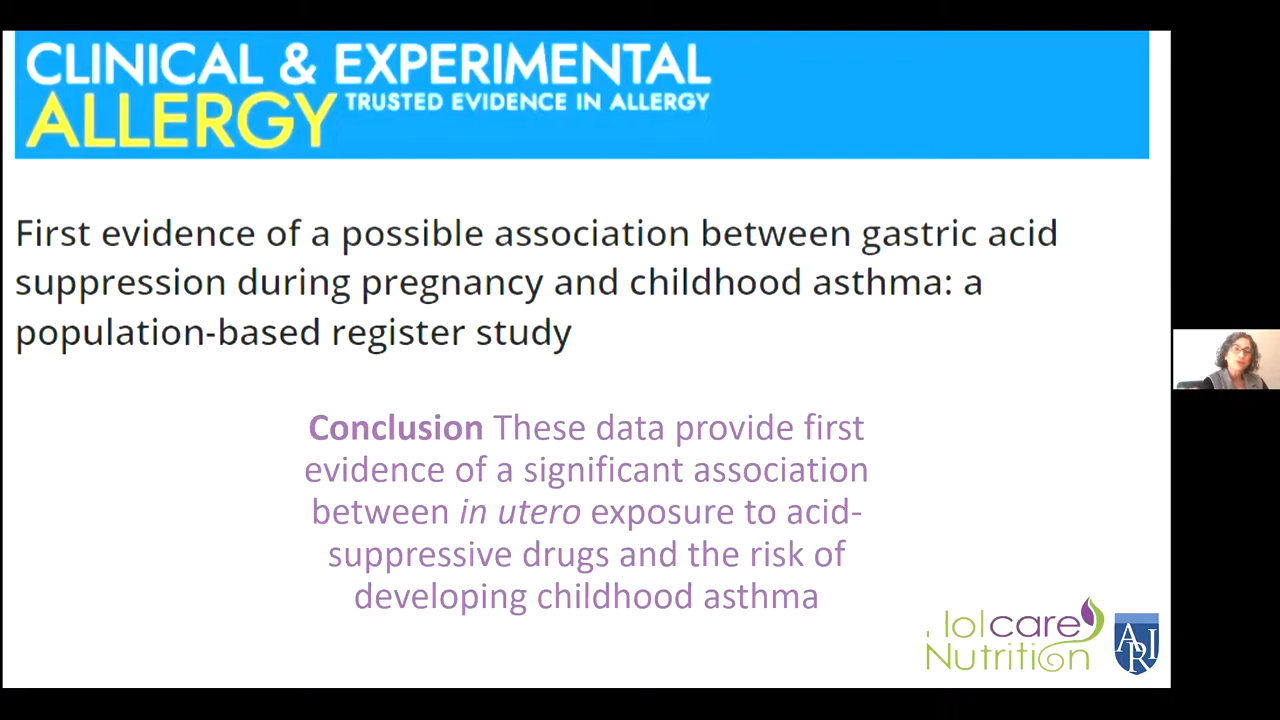 CLINICAL & EXPERIMENTAL
ALLERGY TRUSTED EVIDENCE IN ALLERGY
First evidence of a possible association between gastric acid
suppression during pregnancy and childhood asthma: a
population-based register study
Conclusion These data provide first
evidence of a significant association
between in utero exposure to acid-
suppressive drugs and the risk of
developing childhood asthma
olcare
Nutrition
ARI